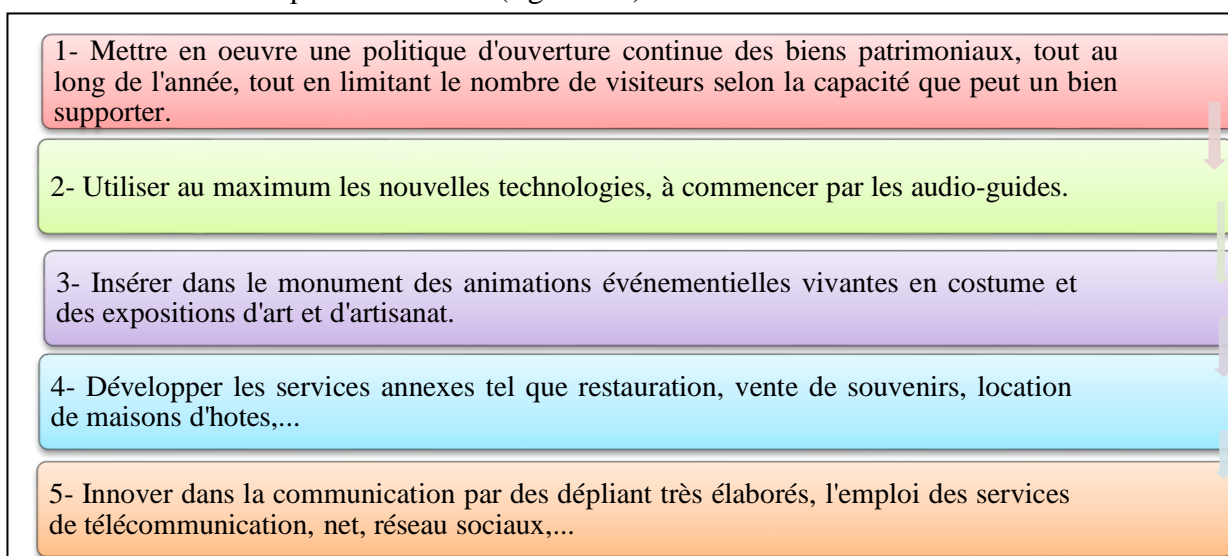 1- Mettre en oeuvre une politique d'ouverture continue des biens patrimoniaux, tout au
long de l'année, tout en limitant le nombre de visiteurs selon la capacité que peut un bien
supporter.
2- Utiliser au maximum les nouvelles technologies, à commencer par les audio-guides.
3- Insérer dans le monument des animations événementielles vivantes en costume et
des expositions d'art et d'artisanat.
4- Développer les services annexes tel que restauration, vente de souvenirs, location
de maisons d'hotes,...
5- Innover dans la communication par des dépliant très élaborés, l'emploi des services
de télécommunication, net, réseau sociaux,...